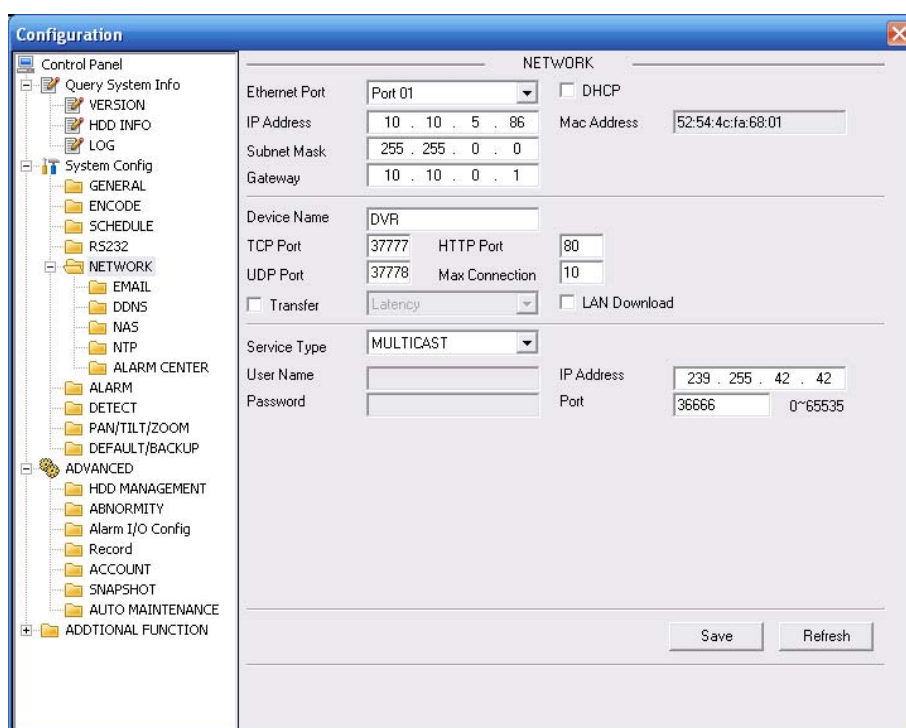 Configuration
Control Panel
Query System Info
VERSION
HDD INFO
LOG
System Config
GENERAL
ENCODE
SCHEDULE
RS232
NETWORK
EMAIL
DDNS
NAS
NTP
ALARM CENTER
ALARM
DETECT
PAN/TILT/ZOOM
DEFAULT/BACKUP
ADVANCED
HDD MANAGEMENT
ABNORMITY
Alarm I/O Config
Record
ACCOUNT
SNAPSHOT
AUTO MAINTENANCE
ADDTIONAL FUNCTION
NETWORK
Ethernet Port Port 01 DHCP
IP Address 10 . 10 . 5 . 86 Mac Address 52:54:4c:fa:68:01
Subnet Mask 255 . 255 . 0 . 0
Gateway 10 . 10 . 0 . 1
Device Name DVR
TCP Port 37777 HTTP Port 80
UDP Port 37778 Max Connection 10
Transfer Latency LAN Download
Service Type MULTICAST
User Name IP Address 239 . 255 . 42 . 42
Password Port 36666 0~65535
Save Refresh